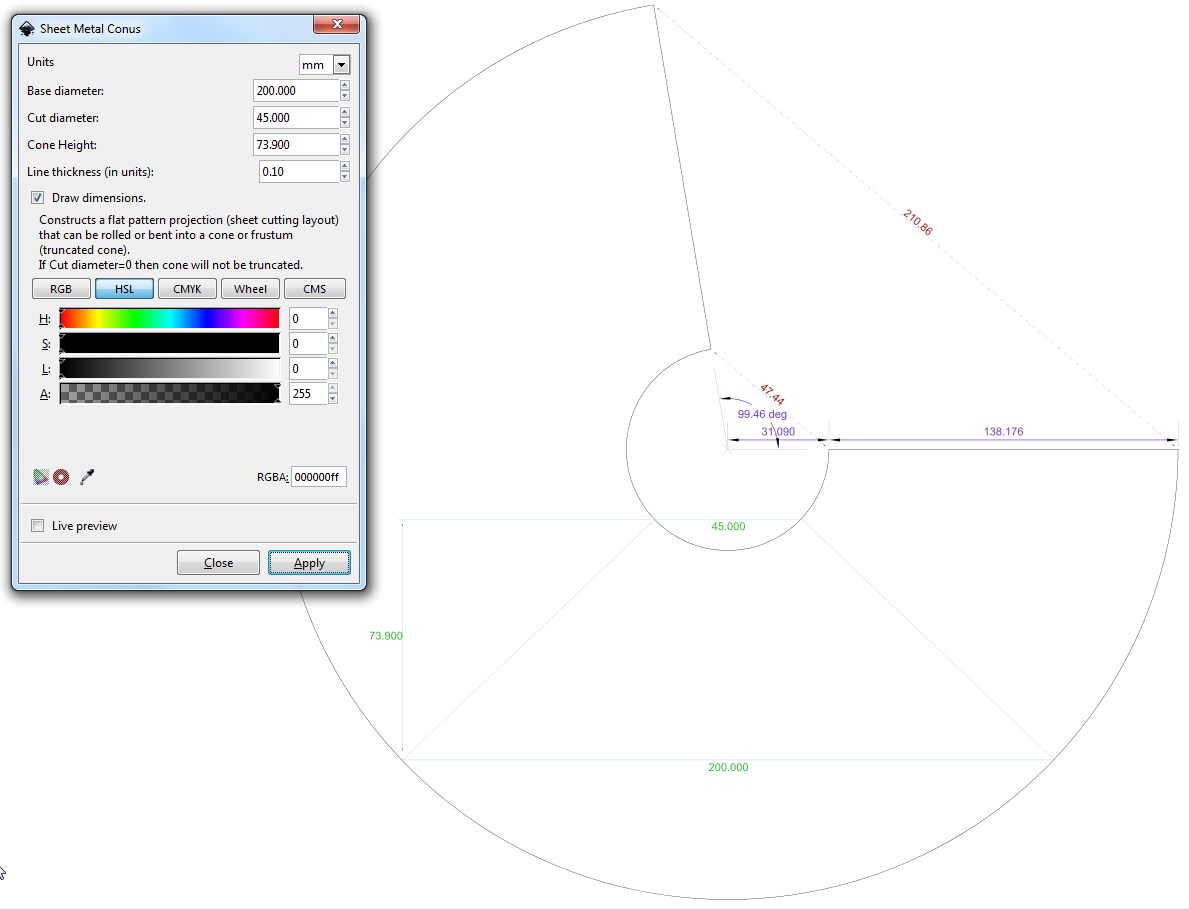 Sheet Metal Conus
Units
mm
Base diameter:
200.000
Cut diameter:
45.000
Cone Height:
73.900
Line thickness (in units):
0.10
Draw dimensions.
Constructs a flat pattern projection (sheet cutting layout)
that can be rolled or bent into a cone or frustum
(truncated cone).
If Cut diameter=0 then cone will not be truncated.
RGB
HSL
CMYK
Wheel
CMS
H:
0
S:
0
L:
0
A:
255
RGBA:
000000ff
Live preview
Close
Apply
210.86
47.44
99.46 deg
31.090
138.176
45.000
73.900
200.000